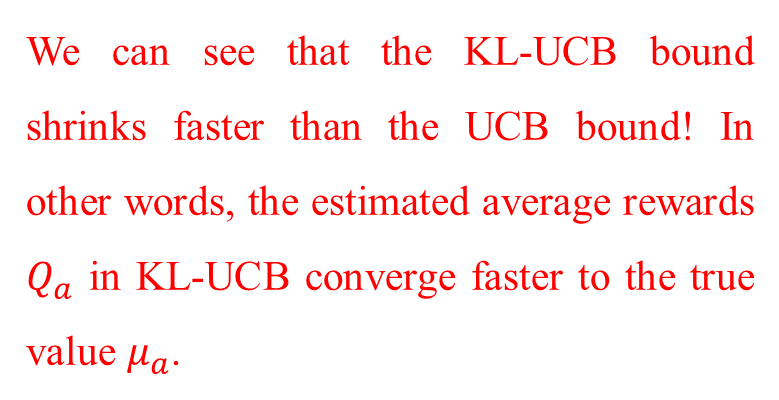 We can see that the KL-UCB bound
shrinks faster than the UCB bound! In
other words, the estimated average rewards
𝑄ₐ in KL-UCB converge faster to the true
value 𝜇ₐ.